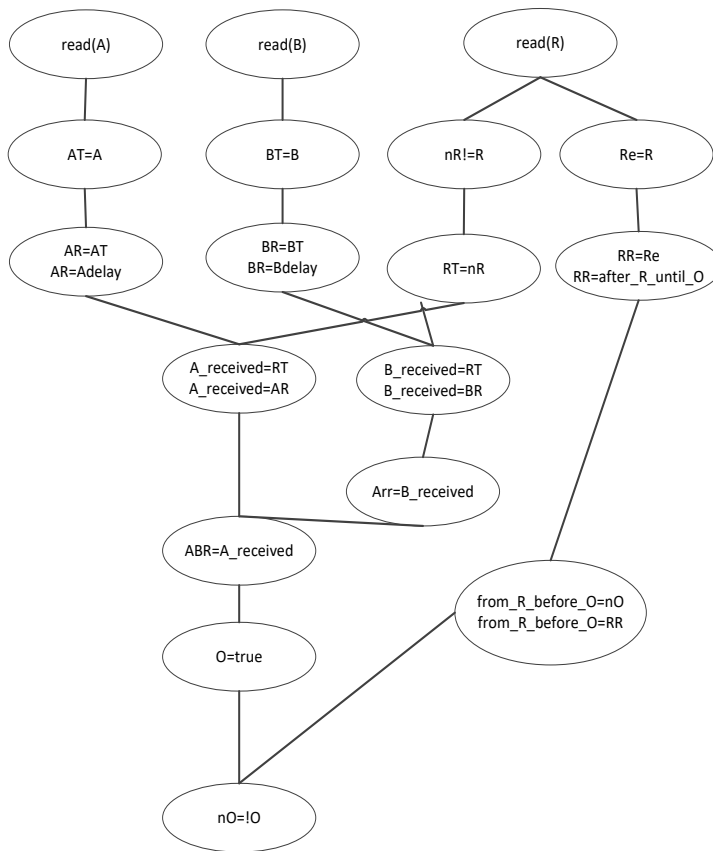 read(A)
read(B)
read(R)
AT=A
BT=B
nR!=R
Re=R
AR=AT
AR=Adelay
BR=BT
BR=Bdelay
RT=nR
RR=Re
RR=after_R_until_O
A_received=RT
A_received=AR
B_received=RT
B_received=BR
Arr=B_received
ABR=A_received
from_R_before_O=nO
from_R_before_O=RR
O=true
nO=!O